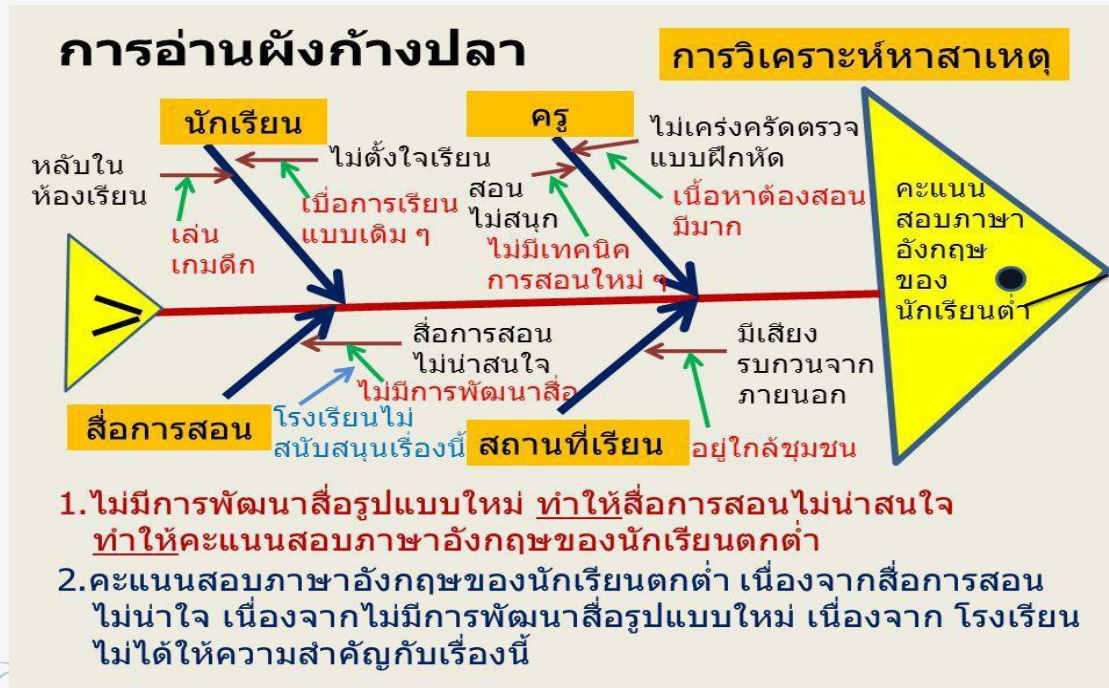 การอ่านผังก้างปลา
การวิเคราะห์หาสาเหตุ
นักเรียน
ครู
หลับใน
ห้องเรียน
ไม่ตั้งใจเรียน
เล่น
เกมดึก
เบื่อการเรียน
แบบเดิม ๆ
สอน
ไม่สนุก
ไม่มีเทคนิค
การสอนใหม่ ๆ
ไม่เคร่งครัดตรวจ
แบบฝึกหัด
เนื้อหาต้องสอน
มีมาก
คะแนน
สอบภาษา
อังกฤษ
ของ
นักเรียนต่ำ
สื่อการสอน
ไม่น่าสนใจ
ไม่มีการพัฒนาสื่อ
โรงเรียนไม่
สนับสนุนเรื่องนี้
สื่อการสอน
มีเสียง
รบกวนจาก
ภายนอก
อยู่ใกล้ชุมชน
สถานที่เรียน
1.ไม่มีการพัฒนาสื่อรูปแบบใหม่ ทำให้สื่อการสอนไม่น่าสนใจ
ทำให้คะแนนสอบภาษาอังกฤษของนักเรียนตกต่ำ
2.คะแนนสอบภาษาอังกฤษของนักเรียนตกต่ำ เนื่องจากสื่อการสอน
ไม่น่าใจ เนื่องจากไม่มีการพัฒนาสื่อรูปแบบใหม่ เนื่องจาก โรงเรียน
ไม่ได้ให้ความสำคัญกับเรื่องนี้